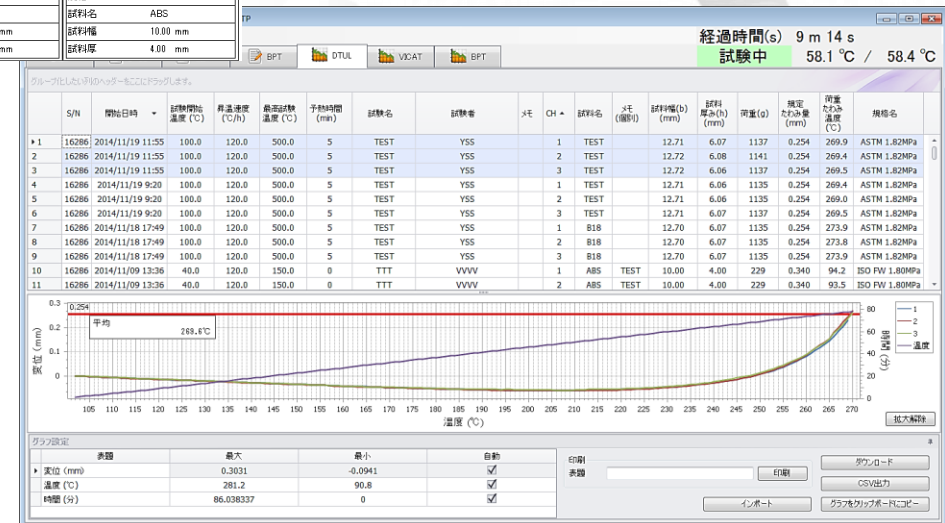 試料名 ABS
mm 試料幅 10.00 mm
mm 試料厚 4.00 mm
TP
経過時間(s) 9 m 14 s
BPT DTUL VICAT BPT 試験中 58.1 ℃ / 58.4 ℃
グループ化したい列のヘッダーをここにドラッグします。
S/N 開始日時 試験開始温度 (℃) 昇温速度 (℃/h) 最高試験温度 (℃) 予熱時間 (min) 試験名 試験者 メモ CH 試料名 メモ (個別) 試料幅(b) (mm) 試料厚み(h) (mm) 荷重(g) 規定たわみ量 (mm) 荷重たわみ温度 (℃) 規格名
1 16286 2014/11/19 11:55 100.0 120.0 500.0 5 TEST YSS 1 TEST 12.71 6.07 1137 0.254 269.9 ASTM 1.82MPa
2 16286 2014/11/19 11:55 100.0 120.0 500.0 5 TEST YSS 2 TEST 12.72 6.08 1141 0.254 269.4 ASTM 1.82MPa
3 16286 2014/11/19 11:55 100.0 120.0 500.0 5 TEST YSS 3 TEST 12.72 6.06 1137 0.254 269.5 ASTM 1.82MPa
4 16286 2014/11/19 9:20 100.0 120.0 500.0 5 TEST YSS 1 TEST 12.71 6.06 1135 0.254 269.4 ASTM 1.82MPa
5 16286 2014/11/19 9:20 100.0 120.0 500.0 5 TEST YSS 2 TEST 12.71 6.06 1135 0.254 269.0 ASTM 1.82MPa
6 16286 2014/11/19 9:20 100.0 120.0 500.0 5 TEST YSS 3 TEST 12.71 6.07 1137 0.254 269.5 ASTM 1.82MPa
7 16286 2014/11/18 17:49 100.0 120.0 500.0 5 TEST YSS 1 B18 12.70 6.07 1135 0.254 273.9 ASTM 1.82MPa
8 16286 2014/11/18 17:49 100.0 120.0 500.0 5 TEST YSS 2 B18 12.70 6.07 1135 0.254 273.8 ASTM 1.82MPa
9 16286 2014/11/18 17:49 100.0 120.0 500.0 5 TEST YSS 3 B18 12.70 6.07 1135 0.254 273.9 ASTM 1.82MPa
10 16286 2014/11/09 13:36 40.0 120.0 150.0 0 TTT VVVV 1 ABS TEST 10.00 4.00 229 0.340 94.2 ISO FW 1.80MPa
11 16286 2014/11/09 13:36 40.0 120.0 150.0 0 TTT VVVV 2 ABS TEST 10.00 4.00 229 0.340 93.5 ISO FW 1.80MPa
変位 (mm)
0.3
0.2
0.1
0
0.254
平均
269.6℃
80
60
40
20
0
時間 (分)
1
2
3
温度
105 110 115 120 125 130 135 140 145 150 155 160 165 170 175 180 185 190 195 200 205 210 215 220 225 230 235 240 245 250 255 260 265 270
温度 (℃)
拡大解除
グラフ設定
表題 最大 最小 自動
変位 (mm) 0.3031 -0.0941
温度 (℃) 281.2 90.8
時間 (分) 86.038337 0
印刷
表題 印刷
ダウンロード
CSV出力
インポート グラフをクリップボードにコピー